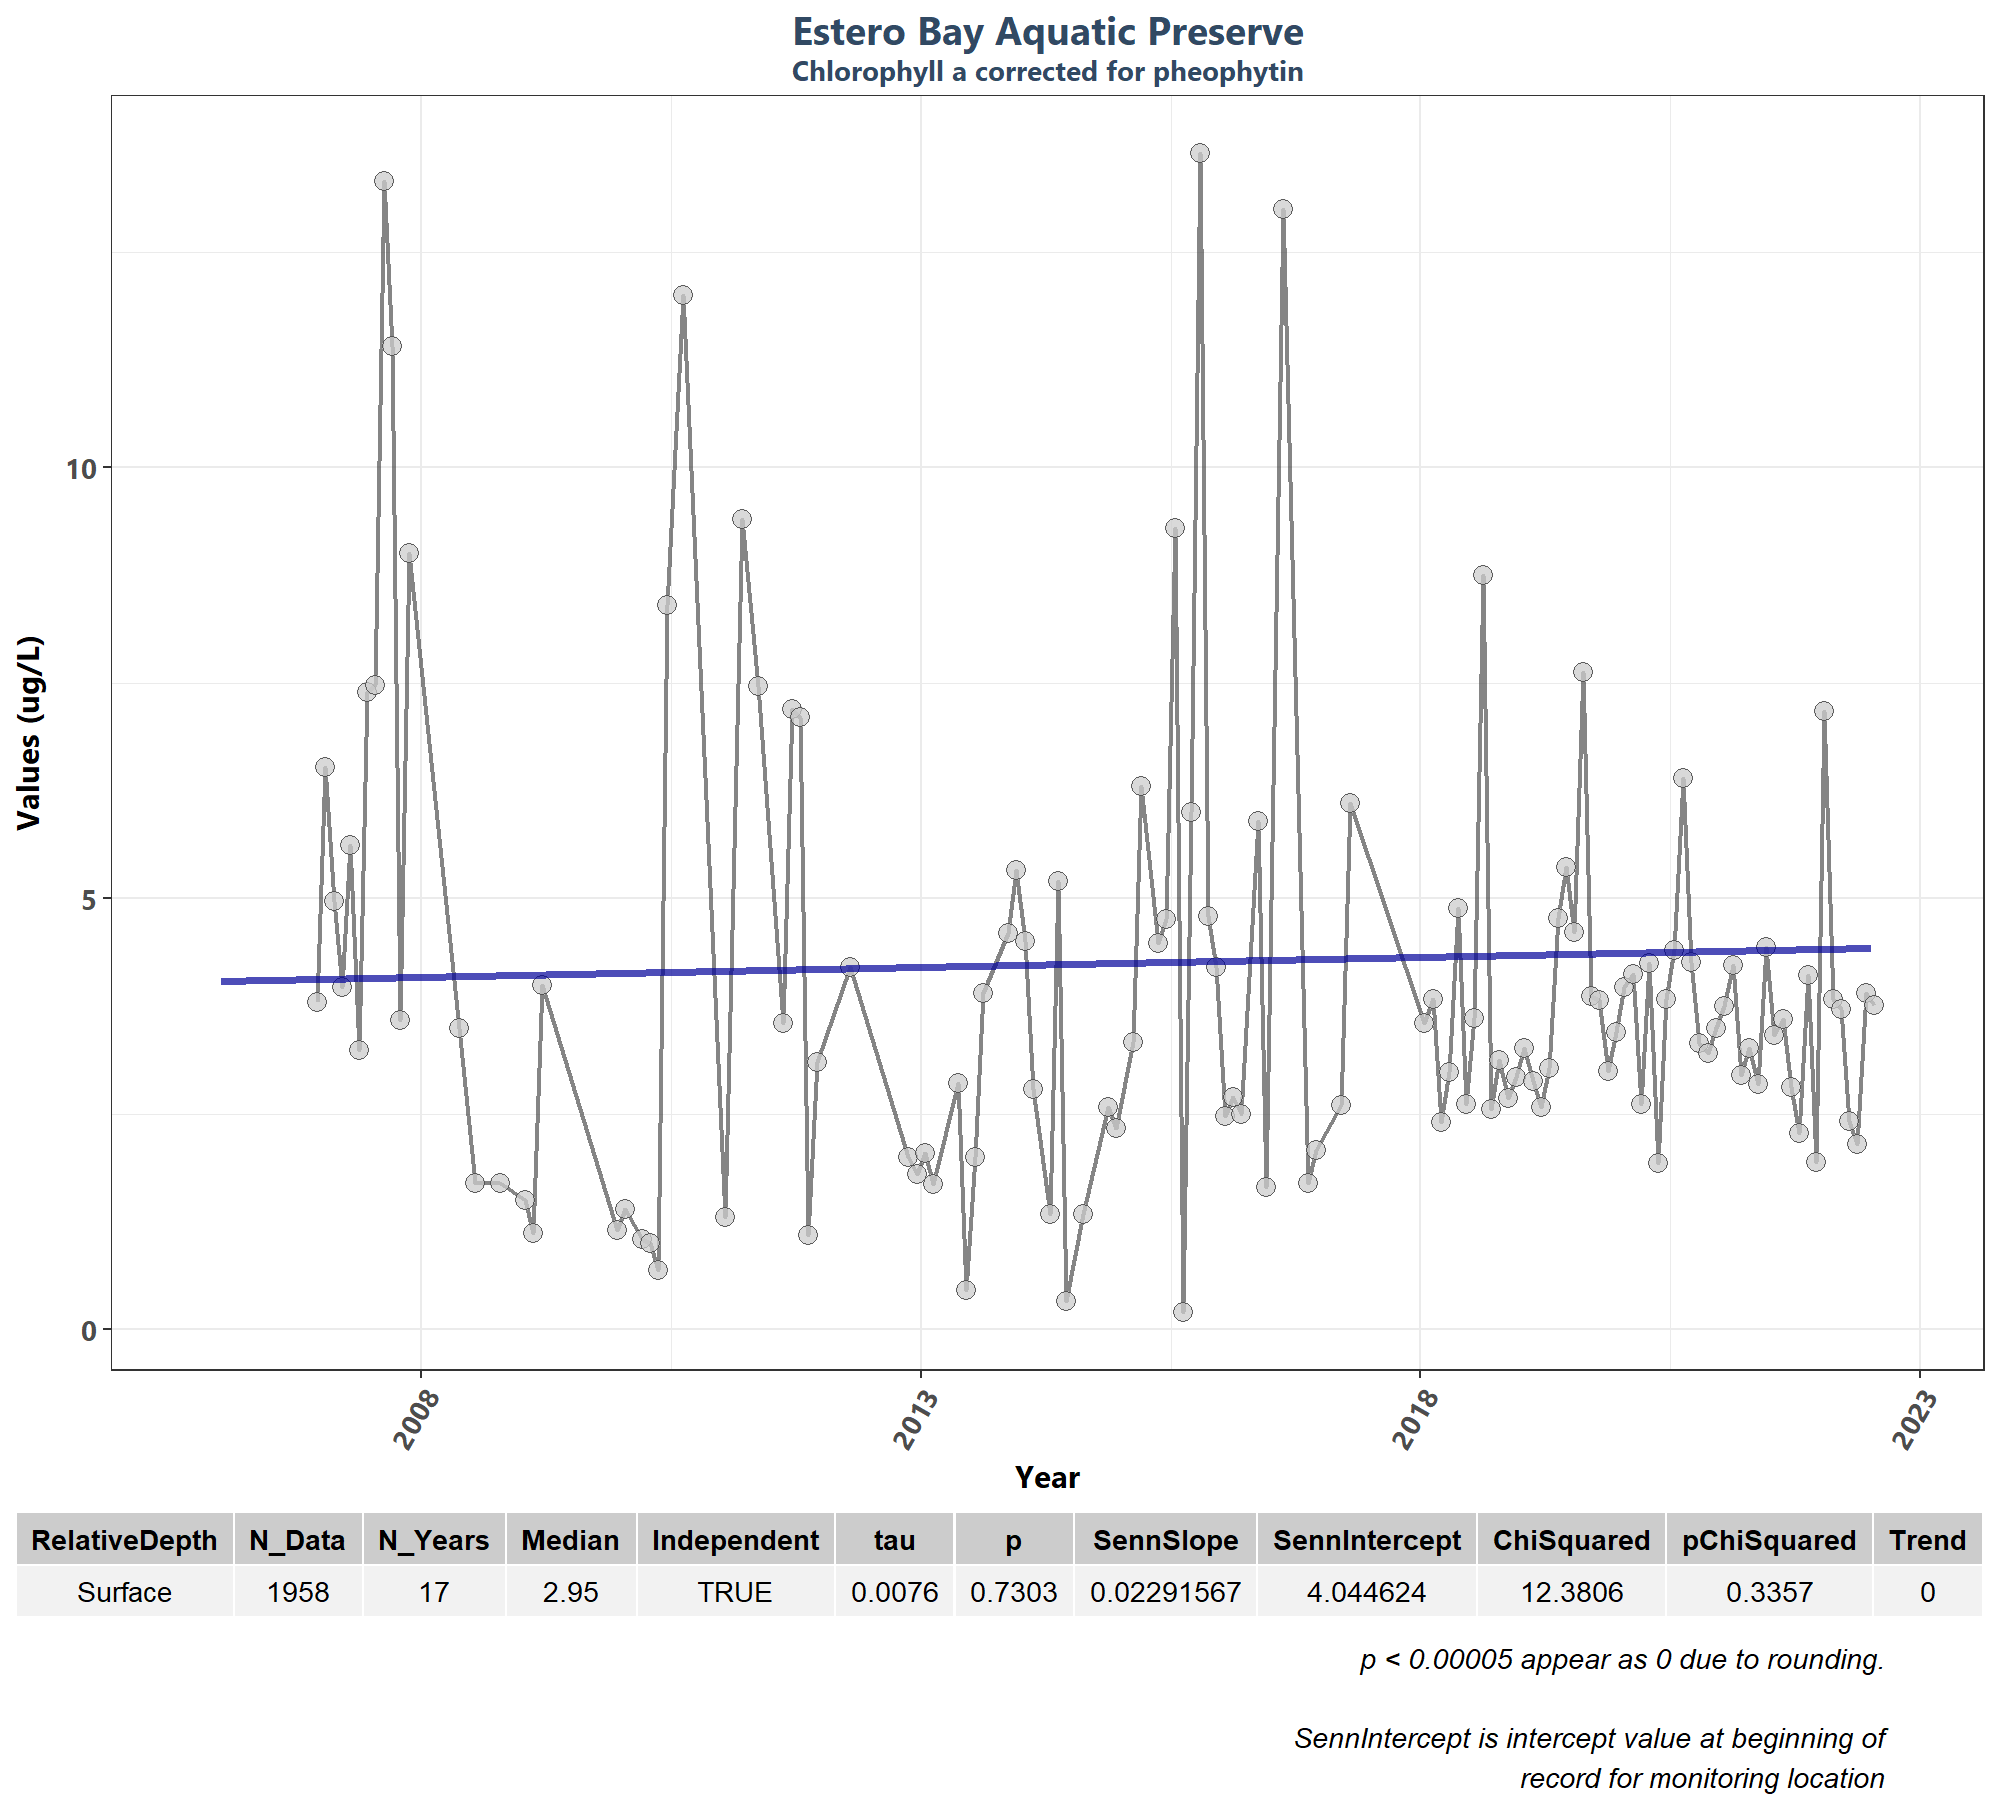 Estero Bay Aquatic Preserve
Chlorophyll a corrected for pheophytin
Values (ug/L)
10
5
0
2008 2013 2018 2023
Year
RelativeDepth N_Data N_Years Median Independent tau p SennSlope SennIntercept ChiSquared pChiSquared Trend
Surface 1958 17 2.95 TRUE 0.0076 0.7303 0.02291567 4.044624 12.3806 0.3357 0
p < 0.00005 appear as 0 due to rounding.
SennIntercept is intercept value at beginning of
record for monitoring location